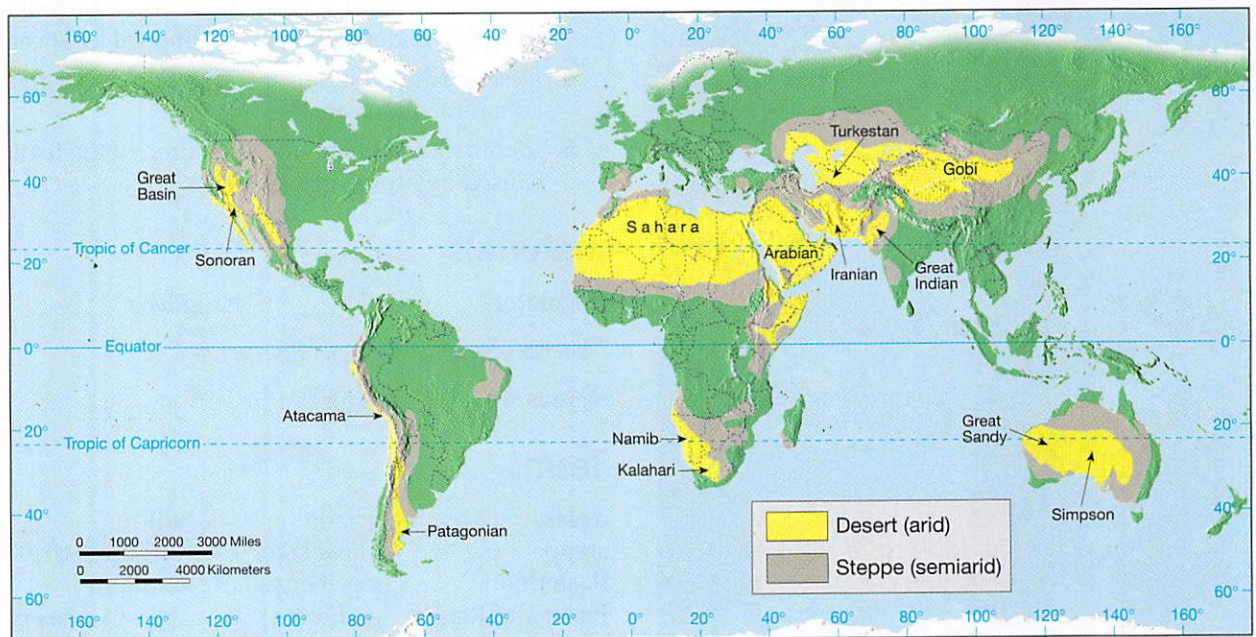 160° 120° 100° 80° 60° 40° 20° 0° 20° 40° 60° 80° 100° 120° 140° 160°
60° 60°
Turkestan
Great
Basin
40° 40°
Gobi
Sahara
Tropic of Cancer
Sonoran
Arabian
Iranian
Great
Indian
20° 20°
Equator
0° 0°
Atacama
20° 20°
Tropic of Capricorn
Namib
Kalahari
Great
Sandy
Simpson
Patagonian
40° 40°
Desert (arid)
Steppe (semiarid)
0 1000 2000 3000 Miles
0 2000 4000 Kilometers
60° 60°
160° 140° 120° 100° 80° 60° 40° 20° 0° 20° 40° 60° 80° 100° 120° 140° 160°